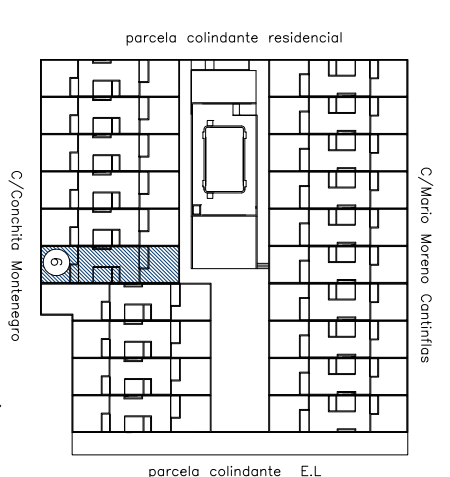 parcela colindante residencial
C/Conchita Montenegro
C/Mario Moreno Cantinflas
6
parcela colindante E.L